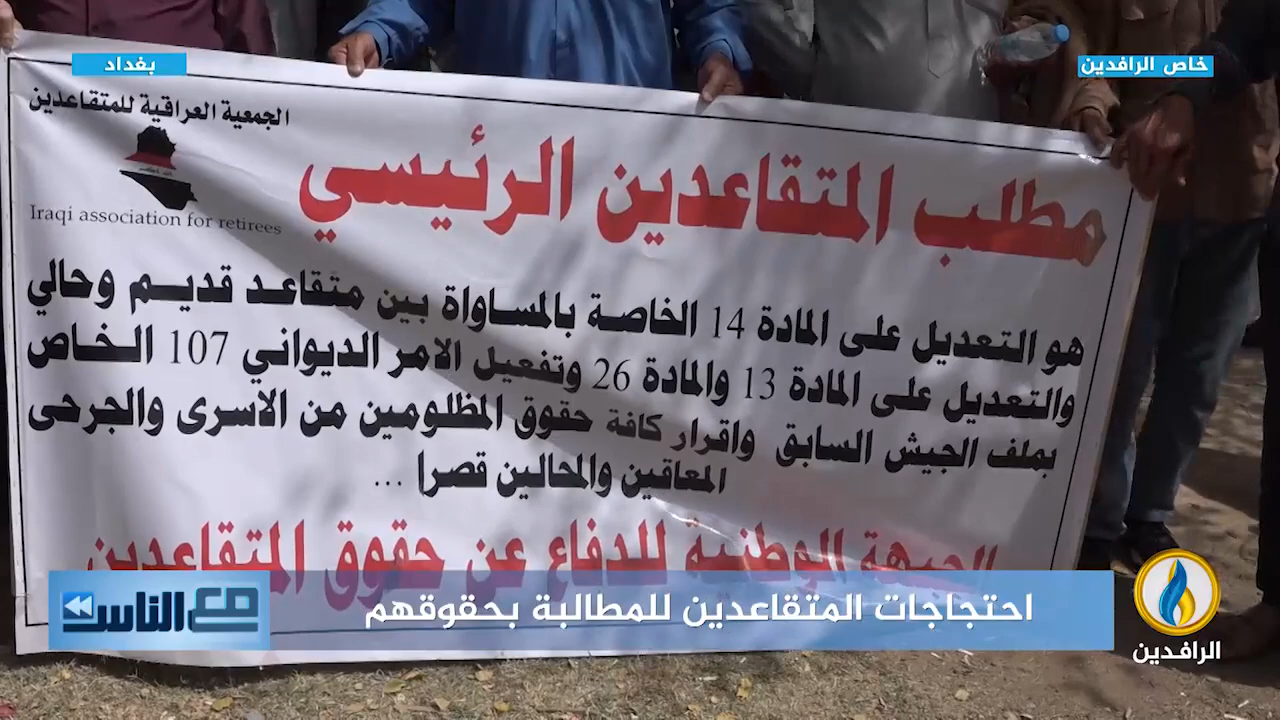 بغداد
خاص الرافدين
الجمعية العراقية للمتقاعدين
Iraqi association for retirees
مطلب المتقاعدين الرئيسي
هو التعديل على المادة 14 الخاصة بالمساواة بين متقاعد قديم وحالي
والتعديل على المادة 13 والمادة 26 وتفعيل الامر الديواني 107 الخاص
بملف الجيش السابق واقرار كافة حقوق المظلومين من الاسرى والجرحى
المعاقين والمحالين قصرا ...
الجبهة الوطنية للدفاع عن حقوق المتقاعدين
احتجاجات المتقاعدين للمطالبة بحقوقهم
مع الناس
الرافدين